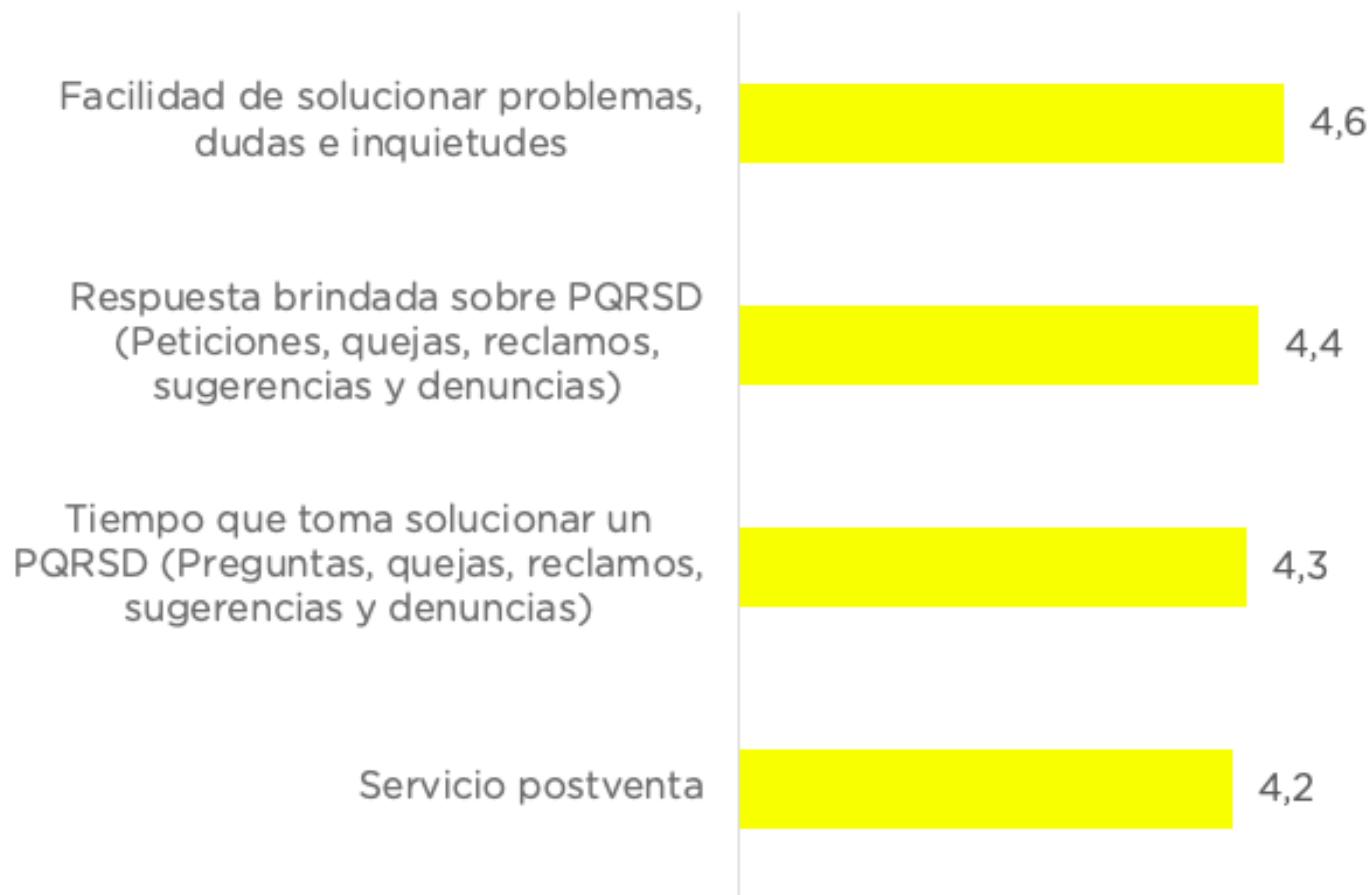 Facilidad de solucionar problemas,
dudas e inquietudes
4,6
Respuesta brindada sobre PQRSD
(Peticiones, quejas, reclamos,
sugerencias y denuncias)
4,4
Tiempo que toma solucionar un
PQRSD (Preguntas, quejas, reclamos,
sugerencias y denuncias)
4,3
Servicio postventa
4,2